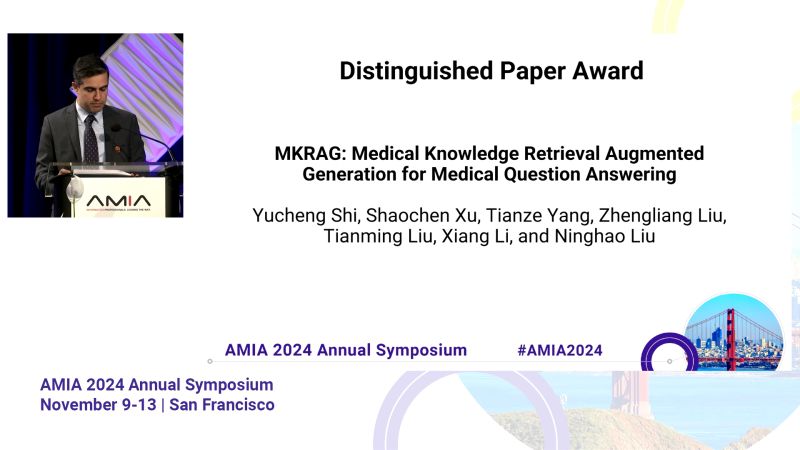 Distinguished Paper Award
MKRAG: Medical Knowledge Retrieval Augmented
Generation for Medical Question Answering
Yucheng Shi, Shaochen Xu, Tianze Yang, Zhengliang Liu,
Tianming Liu, Xiang Li, and Ninghao Liu
AMIA
AMIA 2024 Annual Symposium
#AMIA2024
AMIA 2024 Annual Symposium
November 9-13 | San Francisco